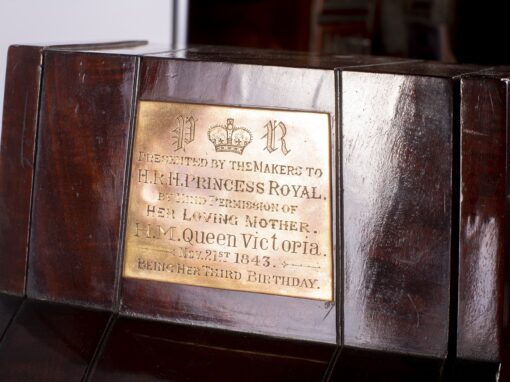 P R
PRESENTED BY THE MAKERS TO
H.R.H. PRINCESS ROYAL.
BY KIND PERMISSION OF
HER LOVING MOTHER.
H.M. QUEEN VICTORIA.
NOV. 21ST 1843.
BEING HER THIRD BIRTHDAY.